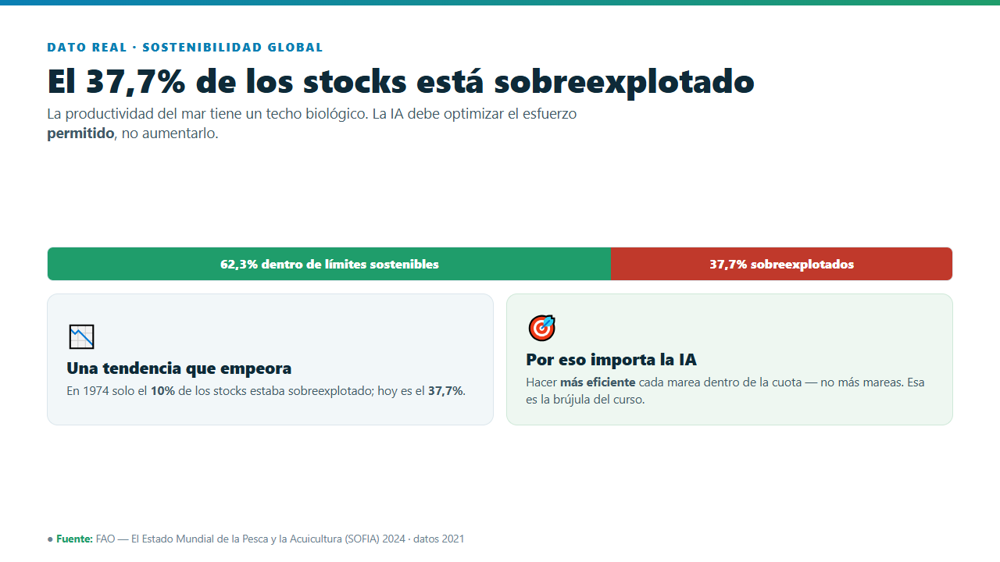 DATO REAL · SOSTENIBILIDAD GLOBAL
El 37,7% de los stocks está sobreexplotado
La productividad del mar tiene un techo biológico. La IA debe optimizar el esfuerzo
permitido, no aumentarlo.
62,3% dentro de límites sostenibles
37,7% sobreexplotados
Una tendencia que empeora
En 1974 solo el 10% de los stocks estaba sobreexplotado; hoy es el 37,7%.
Por eso importa la IA
Hacer más eficiente cada marea dentro de la cuota — no más mareas. Esa
es la brújula del curso.
● Fuente: FAO — El Estado Mundial de la Pesca y la Acuicultura (SOFIA) 2024 · datos 2021